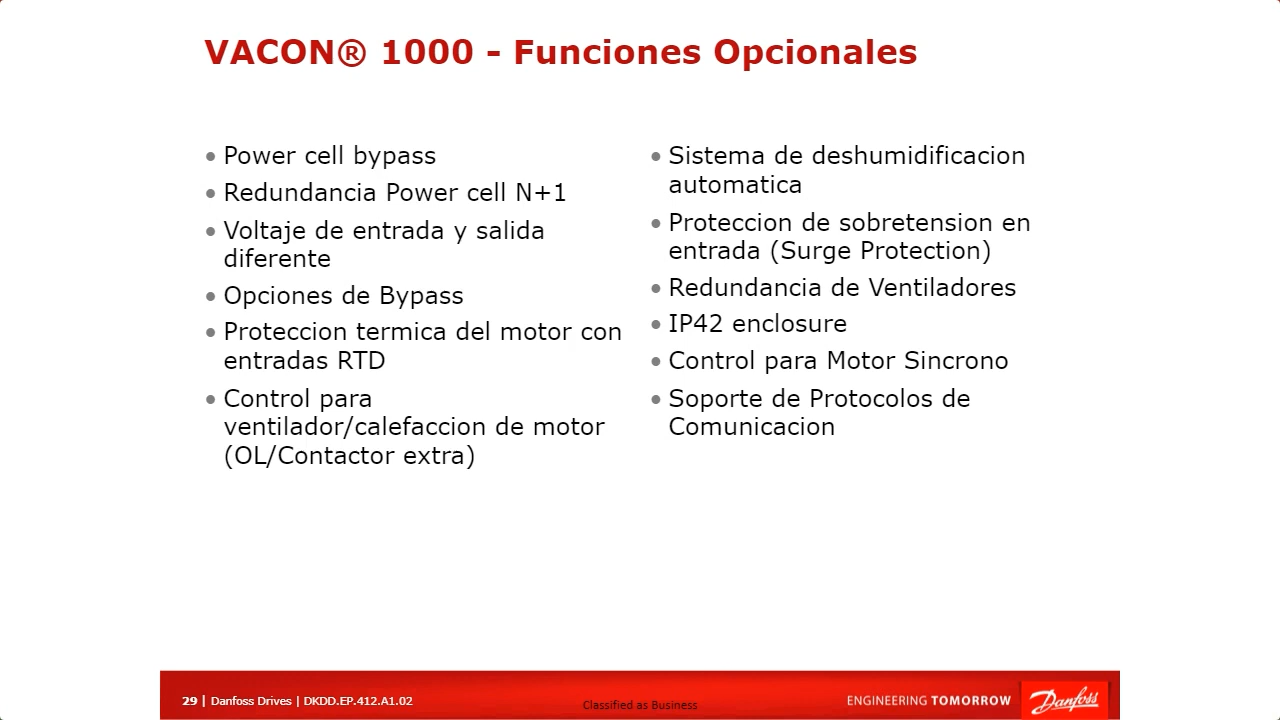 VACON® 1000 - Funciones Opcionales
Power cell bypass
Redundancia Power cell N+1
Voltaje de entrada y salida
diferente
Opciones de Bypass
Proteccion termica del motor con
entradas RTD
Control para
ventilador/calefaccion de motor
(OL/Contactor extra)
Sistema de deshumidificacion
automatica
Proteccion de sobretension en
entrada (Surge Protection)
Redundancia de Ventiladores
IP42 enclosure
Control para Motor Sincrono
Soporte de Protocolos de
Comunicacion
29 | Danfoss Drives | DKDD.EP.412.A1.02
Classified as Business
ENGINEERING TOMORROW
Danfoss